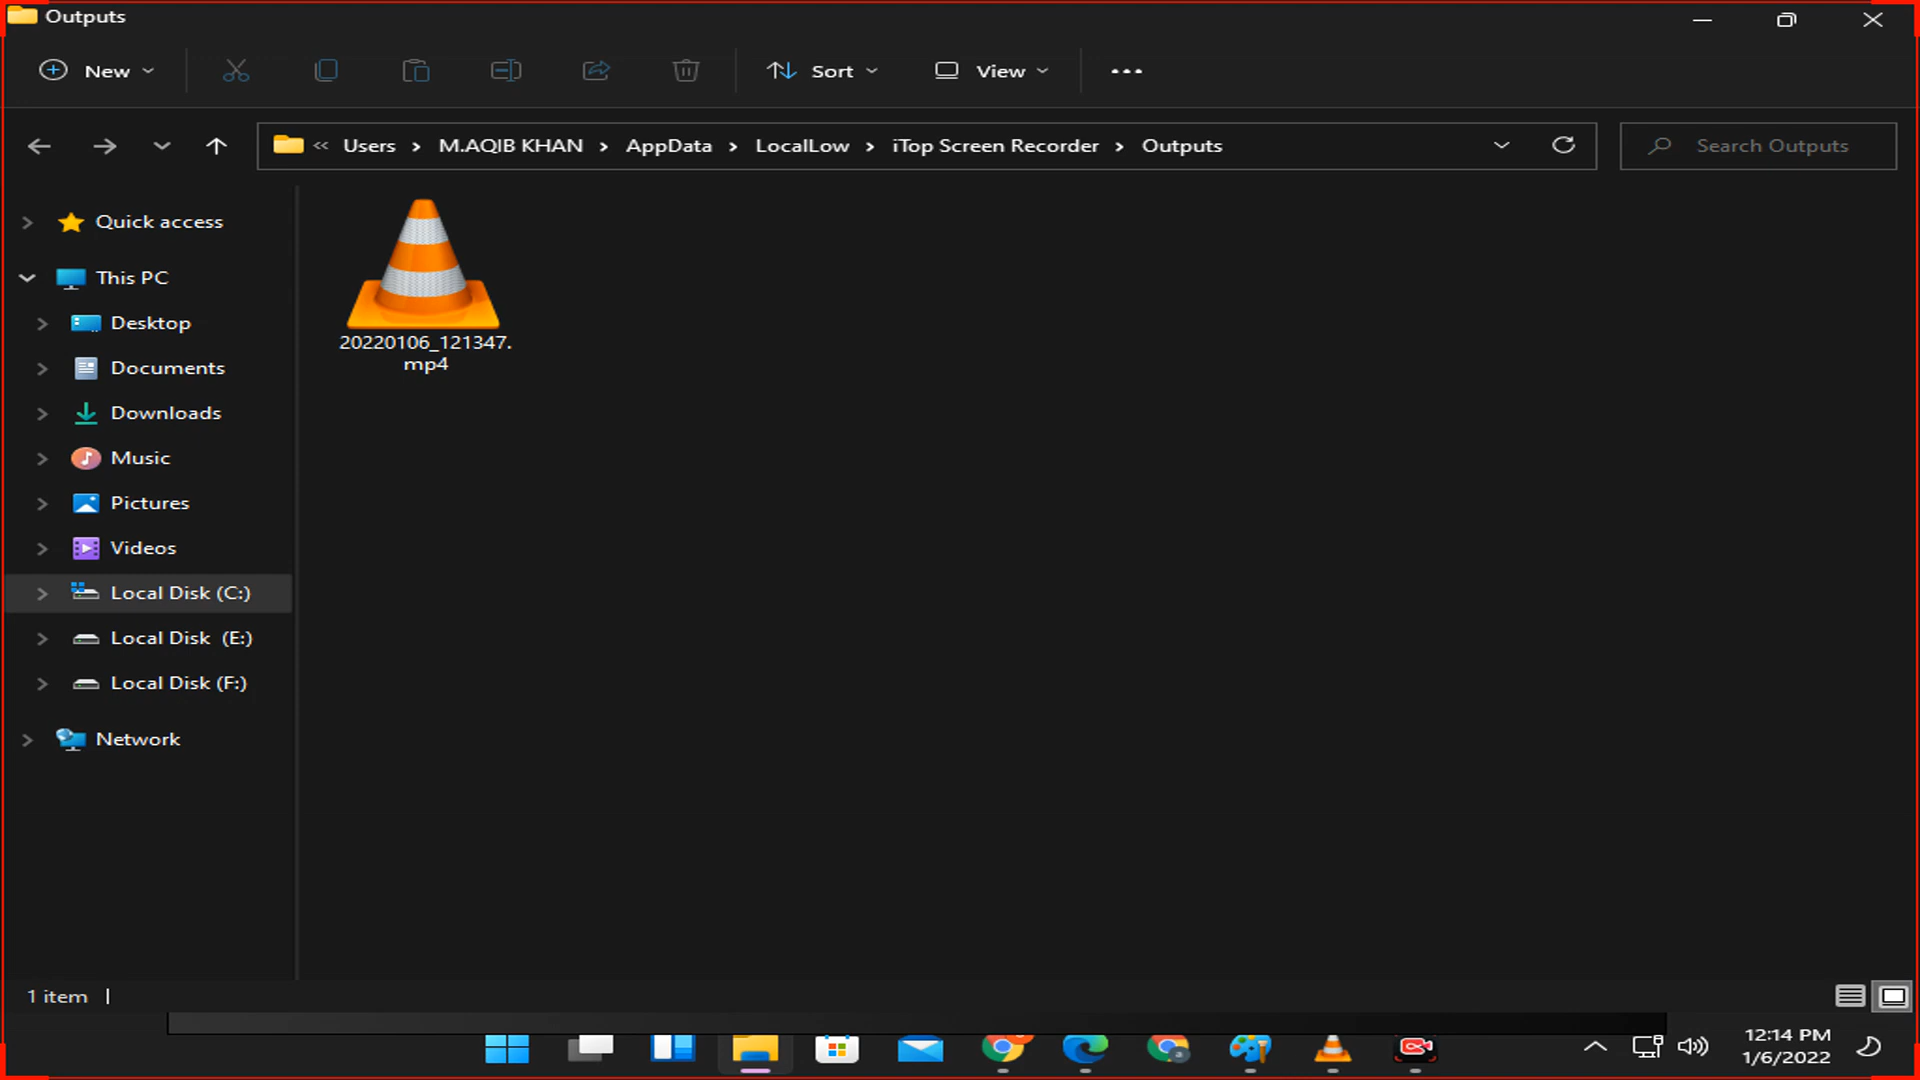 Outputs
New
Sort
View
Users
M.AQIB KHAN
AppData
LocalLow
iTop Screen Recorder
Outputs
Search Outputs
Quick access
This PC
Desktop
Documents
Downloads
Music
Pictures
Videos
Local Disk (C:)
Local Disk (E:)
Local Disk (F:)
Network
20220106_121347.
mp4
1 item
12:14 PM
1/6/2022